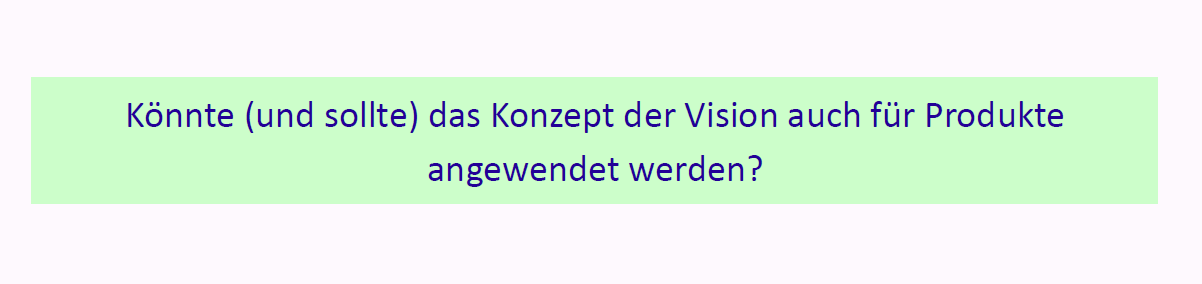 Könnte (und sollte) das Konzept der Vision auch für Produkte
angewendet werden?